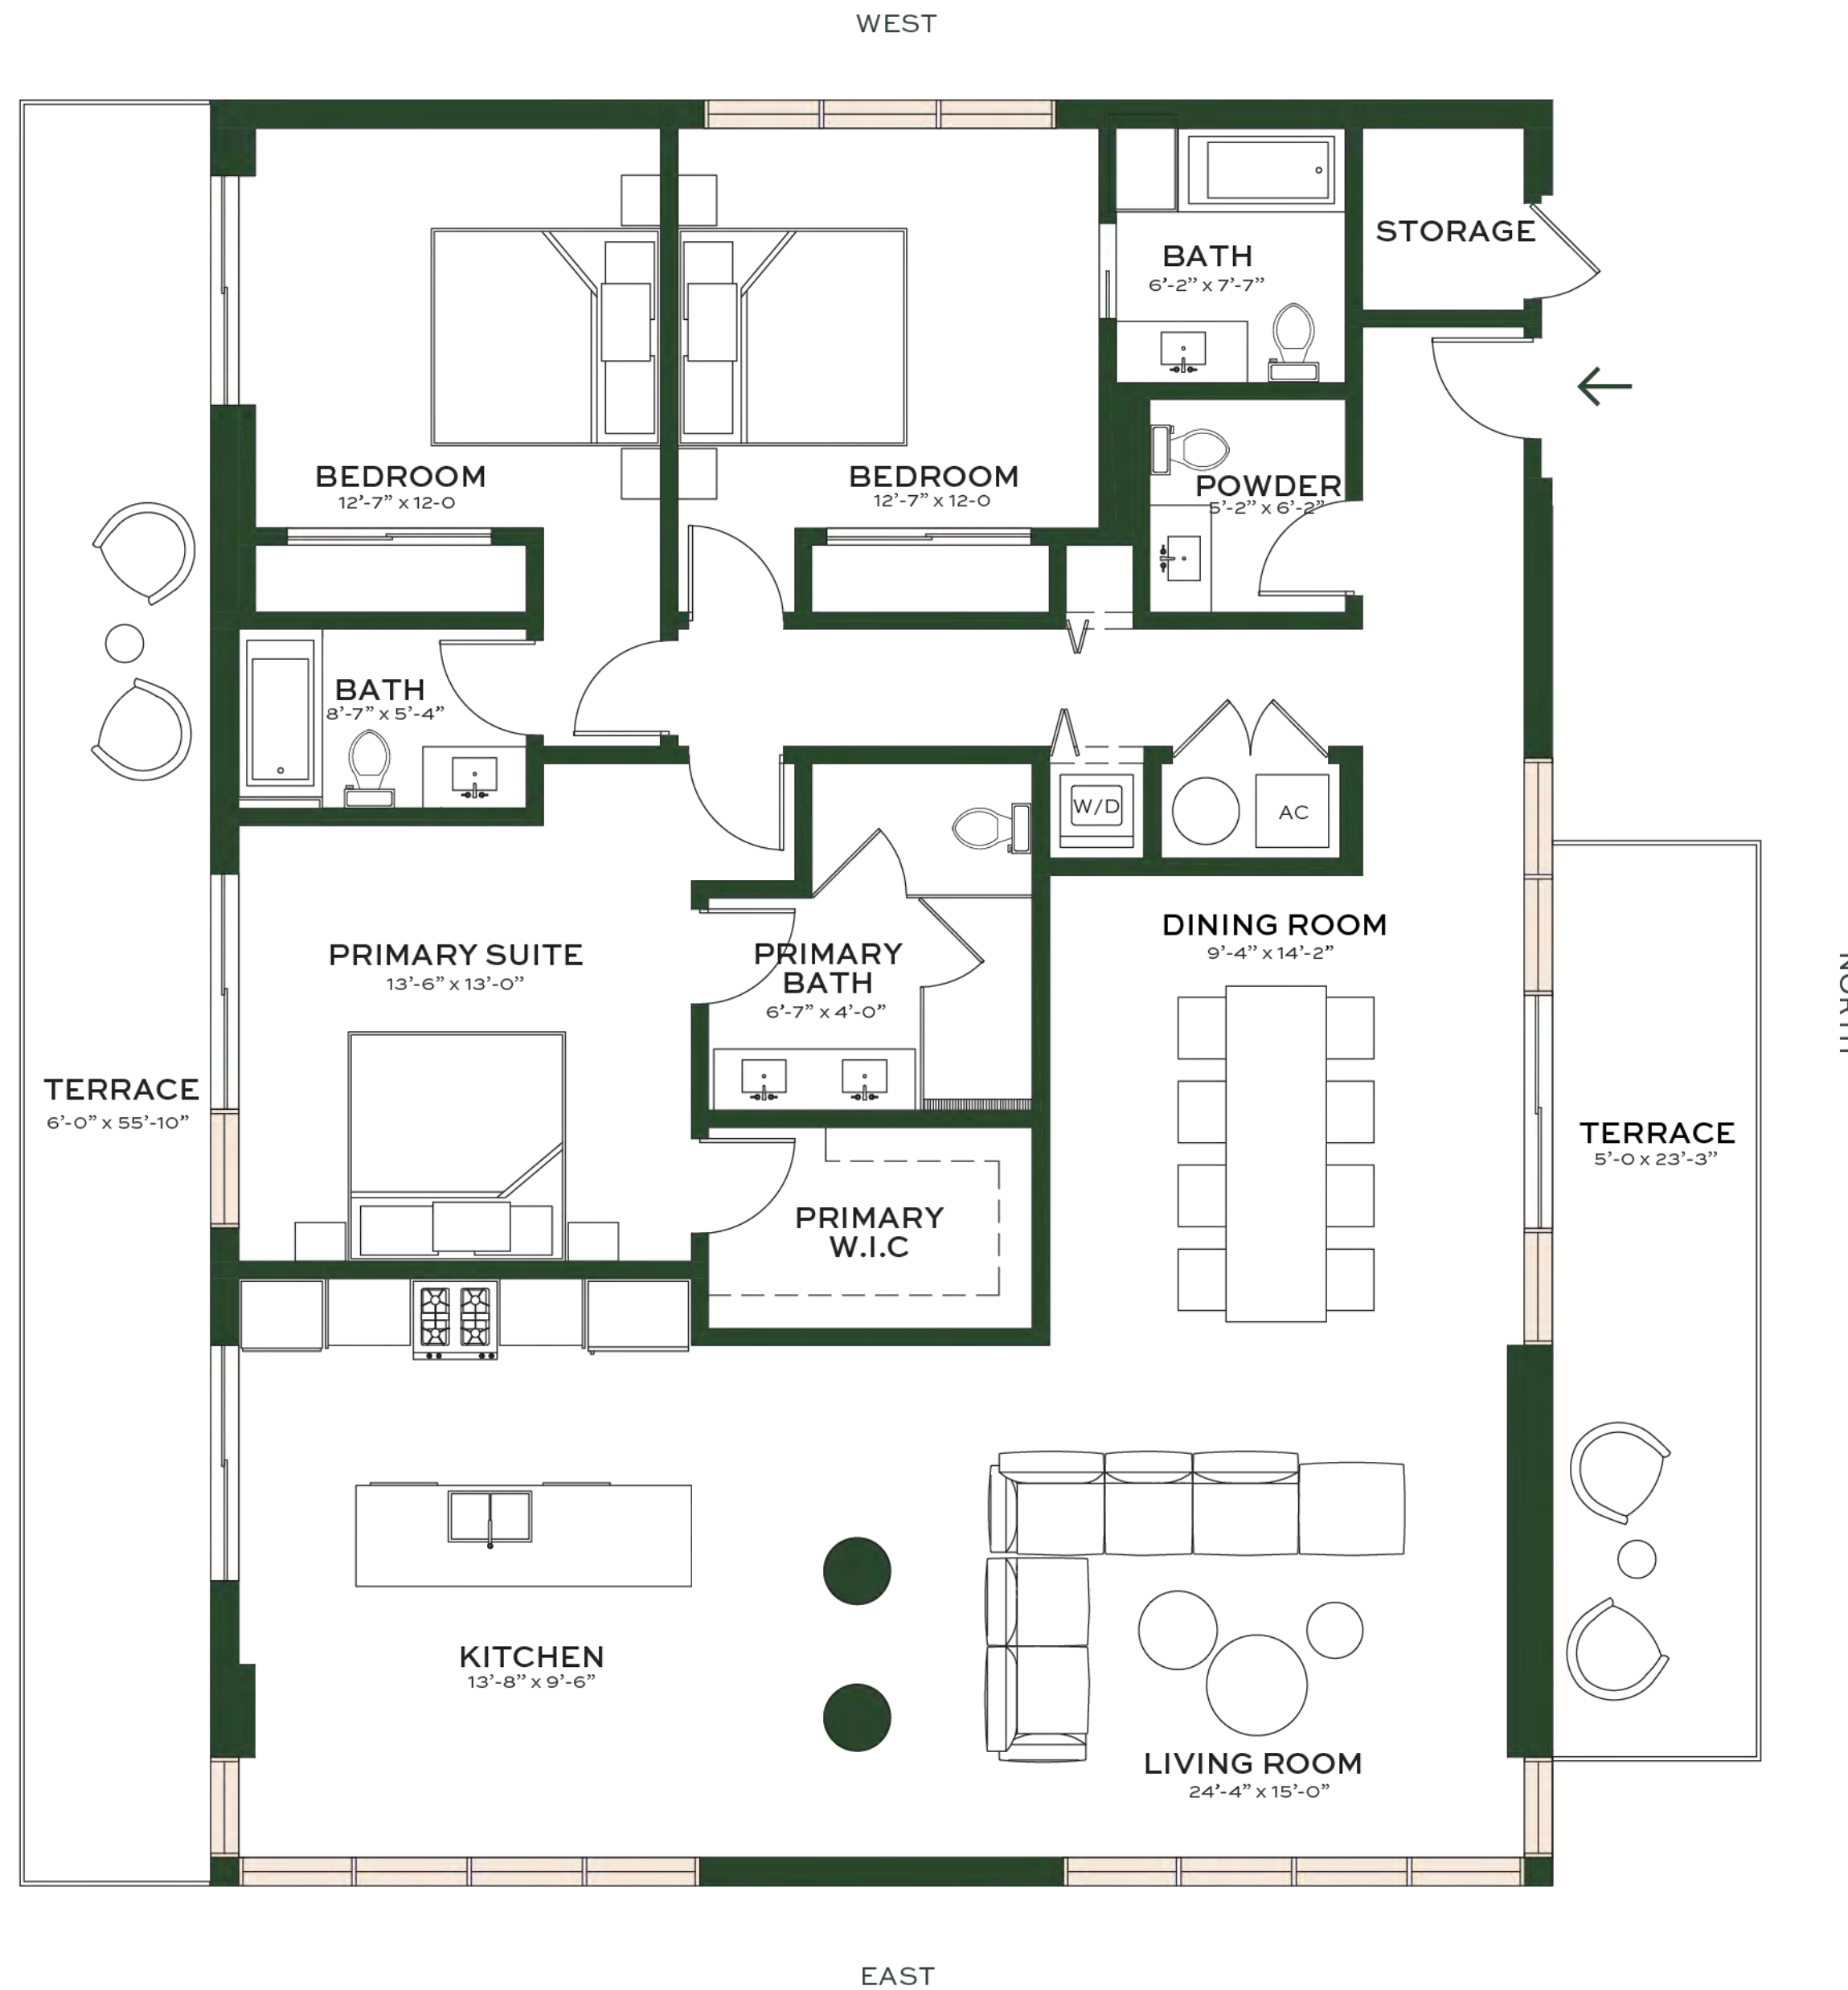 WEST
STORAGE
BATH
6'-2” x 7'-7”
BEDROOM
12'-7” x 12-0
BEDROOM
12'-7” x 12-0
POWDER
5'-2” x 6'-2”
BATH
8'-7” x 5'-4”
W/D
AC
PRIMARY SUITE
13'-6” x 13'-0”
PRIMARY
BATH
6'-7” x 4'-0”
DINING ROOM
9'-4” x 14'-2”
NORTH
TERRACE
6'-0” x 55'-10”
TERRACE
5'-0 x 23'-3”
PRIMARY
W.I.C
KITCHEN
13'-8” x 9'-6”
LIVING ROOM
24'-4” x 15'-0”
EAST